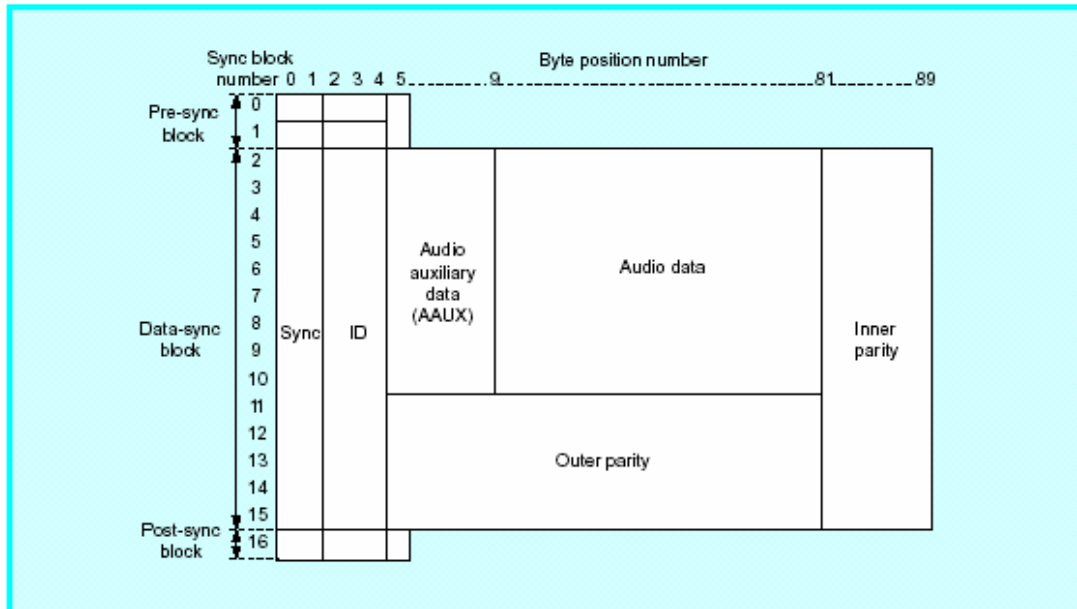 Sync block
number 0 1 2 3 4 5 9 81 89
Byte position number
Pre-sync
block
0
1
2
3
4
5
6
7
8
9
10
11
12
13
14
15
16
Data-sync
block
Post-sync
block
Sync
ID
Audio
auxiliary
data
(AAUX)
Audio data
Inner
parity
Outer parity